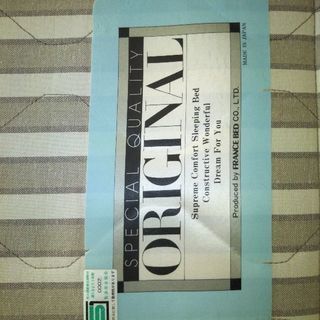 SPECIAL QUALITY
ORIGINAL
Supreme Comfort Sleeping Bed
Constructive Wonderful
Dream For You
Produced by FRANCE BED CO., LTD.
MADE IN JAPAN